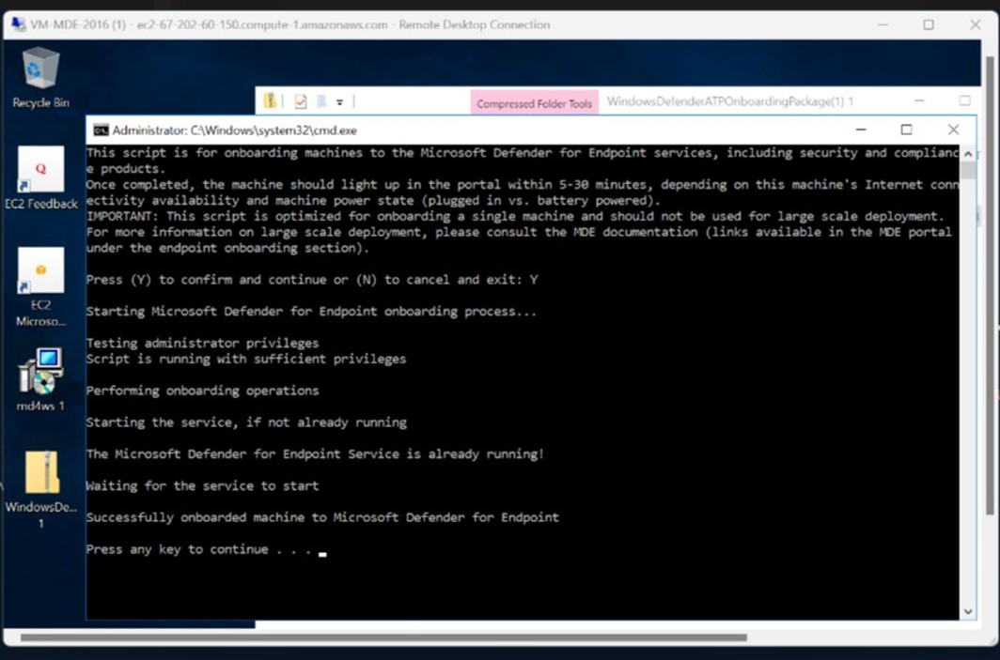 VM-MDE-2016 (1) - ec2-67-202-60-150.compute-1.amazonaws.com - Remote Desktop Connection
Recycle Bin
Compressed Folder Tools
WindowsDefenderATPOnboardingPackage(1) 1
Administrator: C:\Windows\system32\cmd.exe
This script is for onboarding machines to the Microsoft Defender for Endpoint services, including security and complianc
e products.
Once completed, the machine should light up in the portal within 5-30 minutes, depending on this machine's Internet conn
ectivity availability and machine power state (plugged in vs. battery powered).
IMPORTANT: This script is optimized for onboarding a single machine and should not be used for large scale deployment.
For more information on large scale deployment, please consult the MDE documentation (links available in the MDE portal
under the endpoint onboarding section).
Press (Y) to confirm and continue or (N) to cancel and exit: Y
Starting Microsoft Defender for Endpoint onboarding process...
Testing administrator privileges
Script is running with sufficient privileges
Performing onboarding operations
Starting the service, if not already running
The Microsoft Defender for Endpoint Service is already running!
Waiting for the service to start
Successfully onboarded machine to Microsoft Defender for Endpoint
Press any key to continue . . .
Q
EC2 Feedback
EC2
Microso...
md4ws 1
WindowsDe...
1